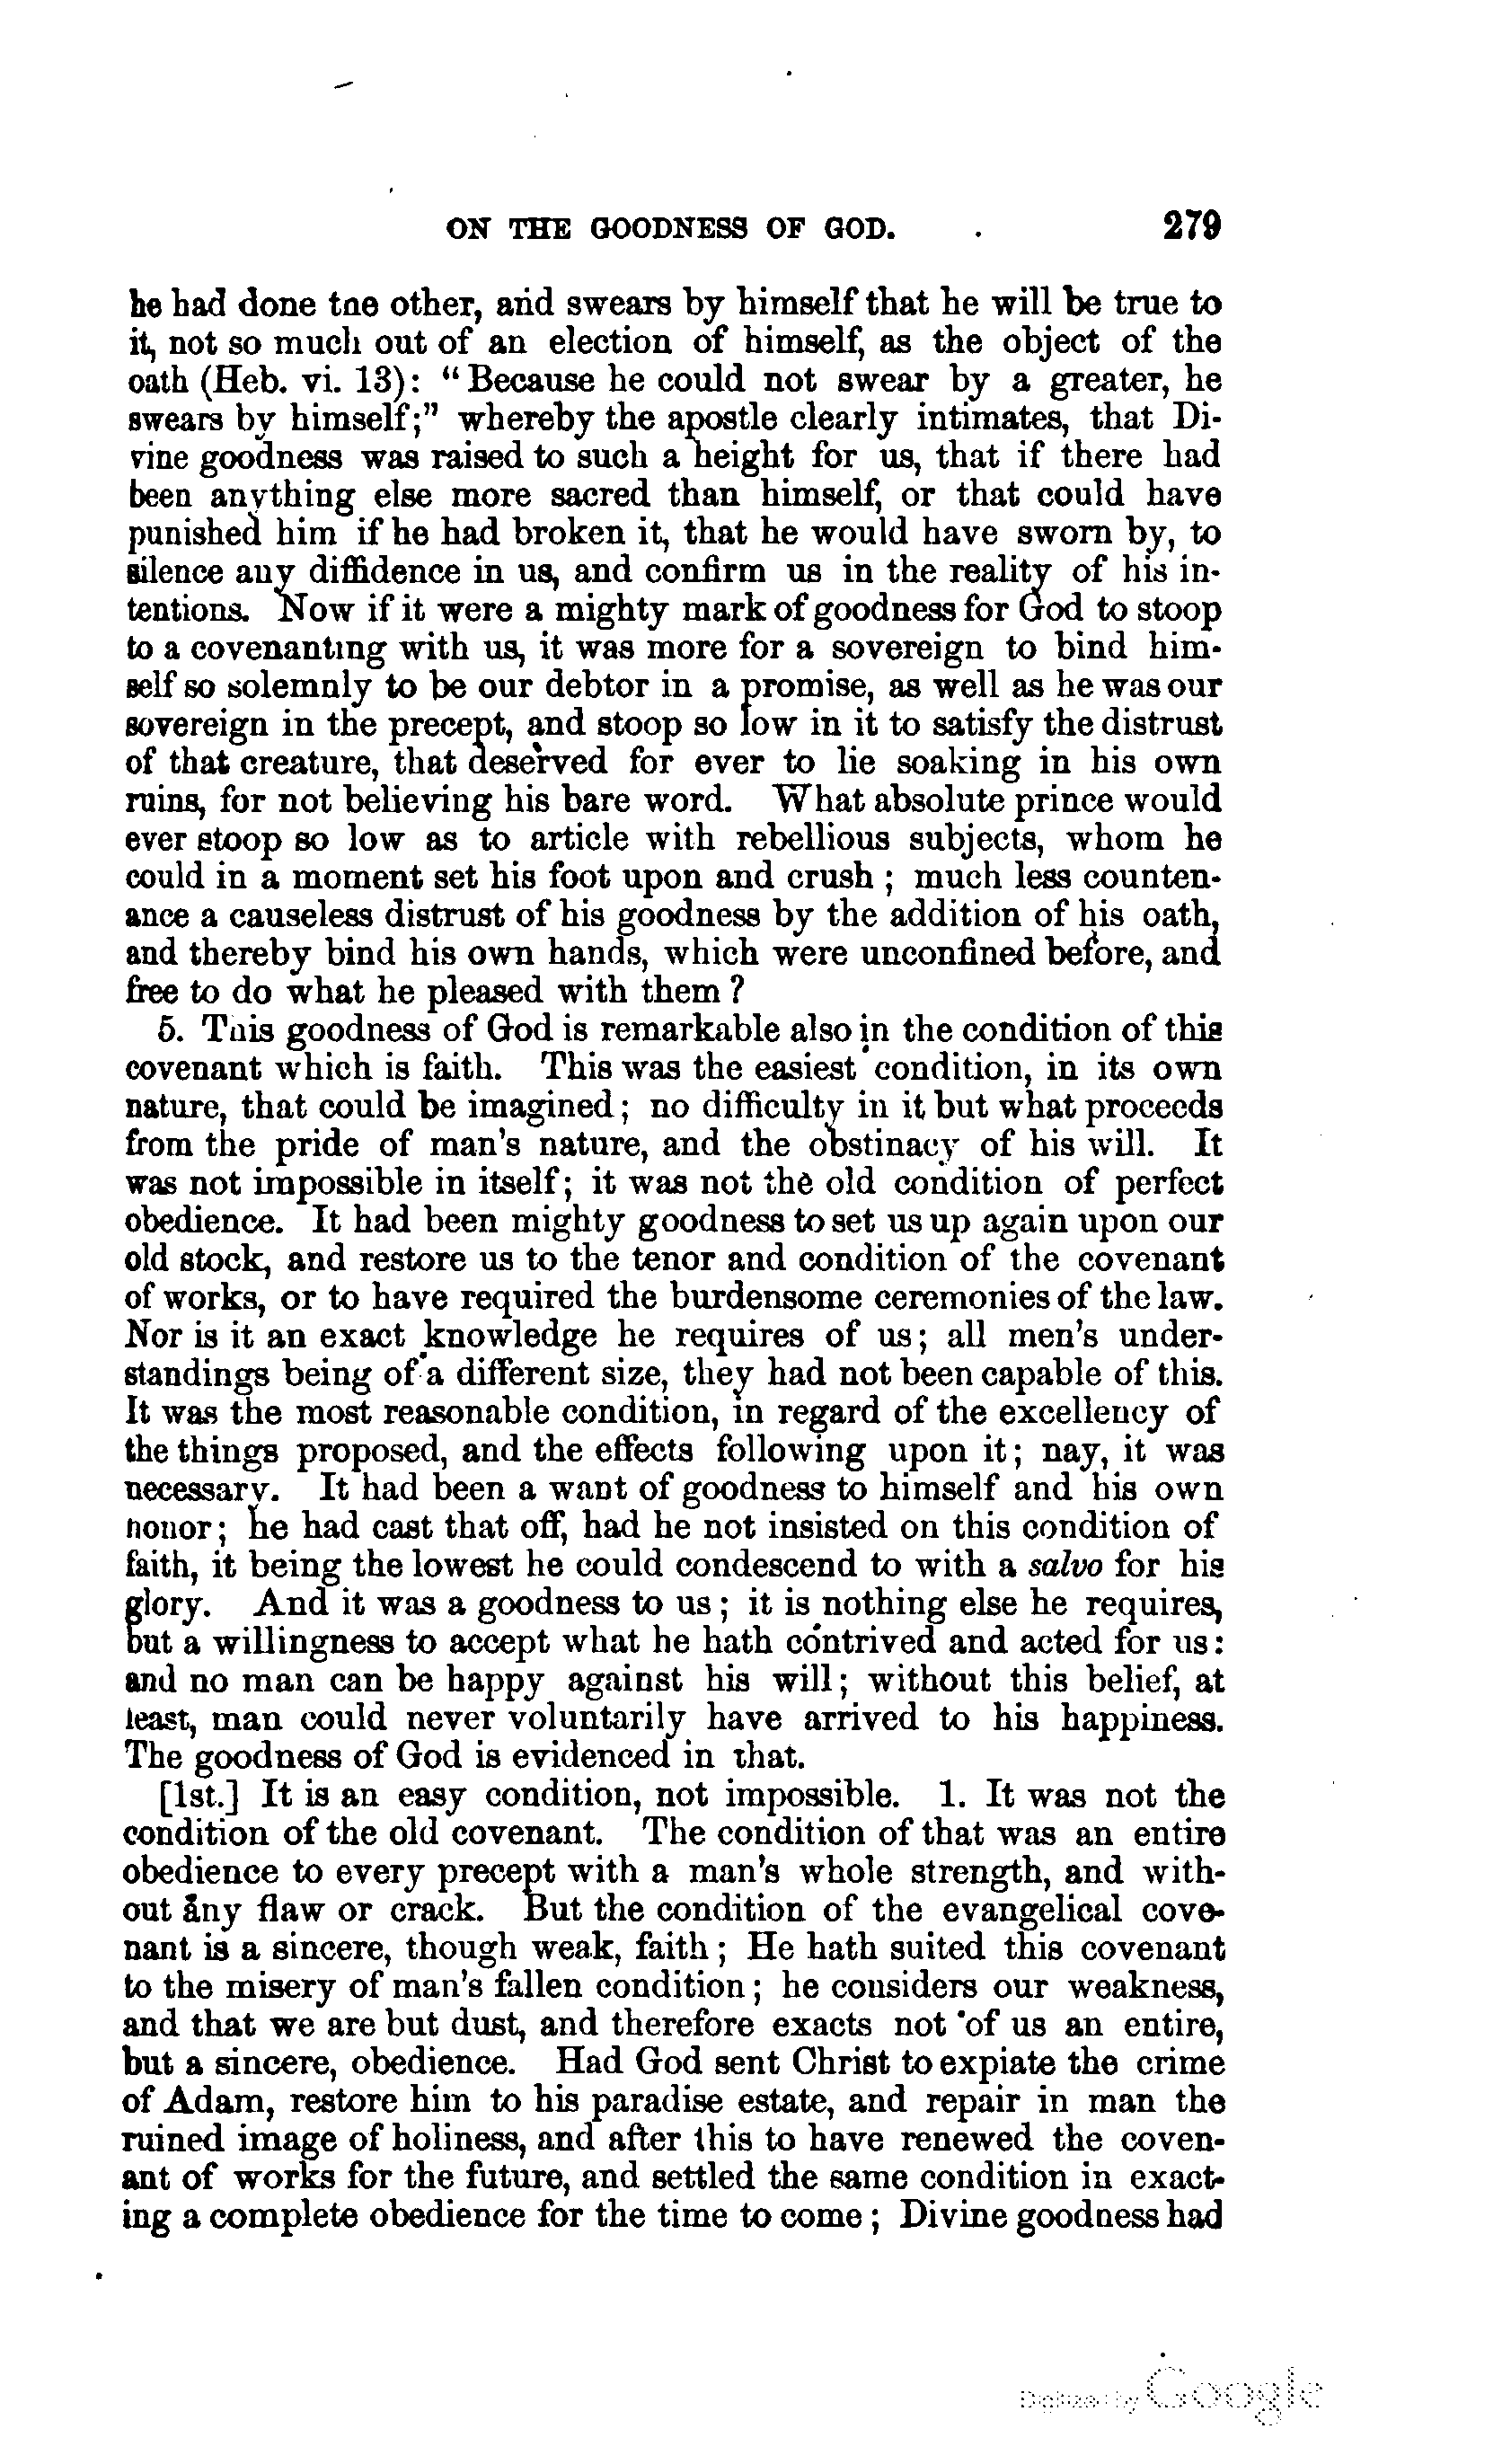 ON THE GOODNESS OF GOD. 279
he had done tne other, and swears by himself that he will be true to
it, not so much out of an election of himself, as the object of the
oath (Heb. vi. 13): "Because he could not swear by a greater, he
swears by himself;" whereby the apostle clearly intimates, that Di-
vine goodness was raised to such a height for us, that if there had
been anything else more sacred than himself, or that could have
punished him if he had broken it, that he would have sworn by, to
silence any diffidence in us, and confirm us in the reality of his in-
tentions. Now if it were a mighty mark of goodness for God to stoop
to a covenanting with us, it was more for a sovereign to bind him-
self so solemnly to be our debtor in a promise, as well as he was our
sovereign in the precept, and stoop so low in it to satisfy the distrust
of that creature, that deserved for ever to lie soaking in his own
ruins, for not believing his bare word. What absolute prince would
ever stoop so low as to article with rebellious subjects, whom he
could in a moment set his foot upon and crush; much less counten-
ance a causeless distrust of his goodness by the addition of his oath,
and thereby bind his own hands, which were unconfined before, and
free to do what he pleased with them?
5. This goodness of God is remarkable also in the condition of this
covenant which is faith. This was the easiest condition, in its own
nature, that could be imagined; no difficulty in it but what proceeds
from the pride of man's nature, and the obstinacy of his will. It
was not impossible in itself; it was not the old condition of perfect
obedience. It had been mighty goodness to set us up again upon our
old stock, and restore us to the tenor and condition of the covenant
of works, or to have required the burdensome ceremonies of the law.
Nor is it an exact knowledge he requires of us; all men's under-
standings being of a different size, they had not been capable of this.
It was the most reasonable condition, in regard of the excellency of
the things proposed, and the effects following upon it; nay, it was
necessary. It had been a want of goodness to himself and his own
honor; he had cast that off, had he not insisted on this condition of
faith, it being the lowest he could condescend to with a salvo for his
glory. And it was a goodness to us; it is nothing else he requires,
but a willingness to accept what he hath contrived and acted for us:
and no man can be happy against his will; without this belief, at
least, man could never voluntarily have arrived to his happiness.
The goodness of God is evidenced in that.
[1st.] It is an easy condition, not impossible. 1. It was not the
condition of the old covenant. The condition of that was an entire
obedience to every precept with a man's whole strength, and with-
out any flaw or crack. But the condition of the evangelical cove-
nant is a sincere, though weak, faith; He hath suited this covenant
to the misery of man's fallen condition; he considers our weakness,
and that we are but dust, and therefore exacts not of us an entire,
but a sincere, obedience. Had God sent Christ to expiate the crime
of Adam, restore him to his paradise estate, and repair in man the
ruined image of holiness, and after this to have renewed the coven-
ant of works for the future, and settled the same condition in exact-
ing a complete obedience for the time to come; Divine goodness had
Digitized by Google